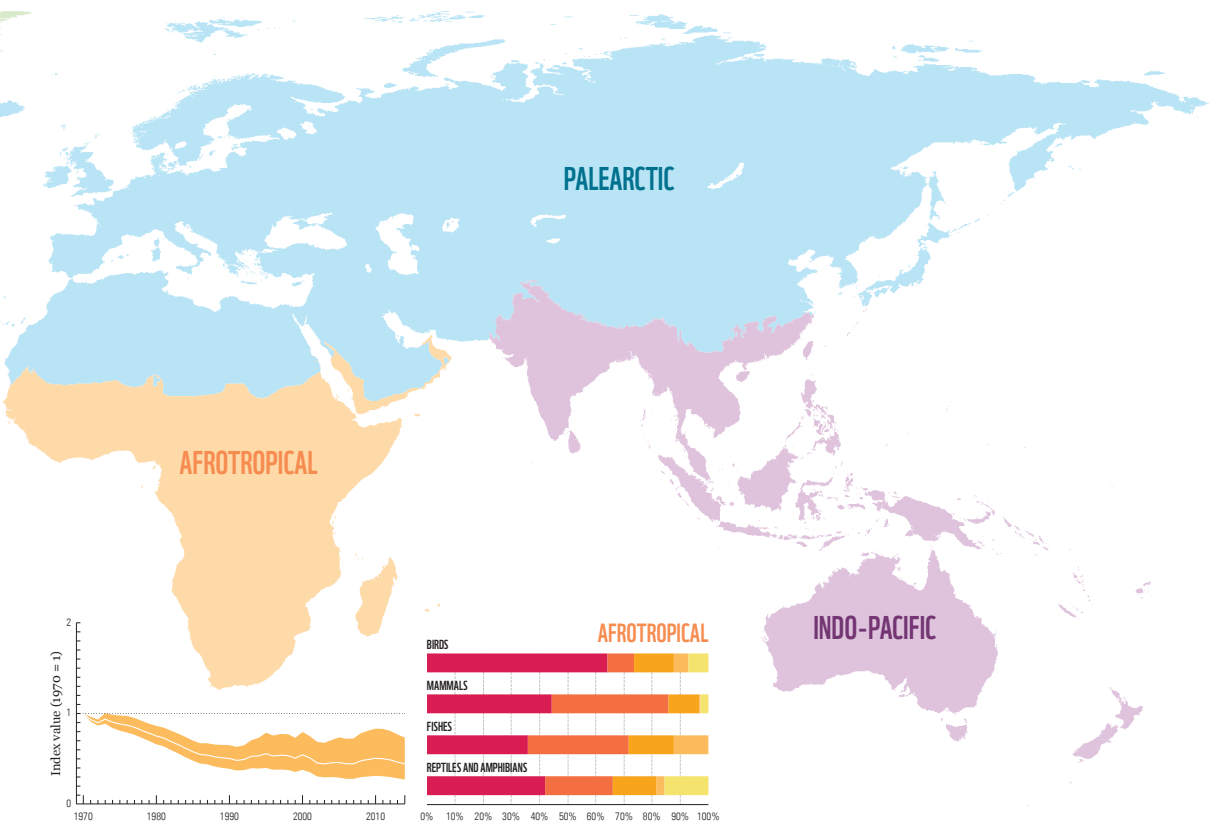 PALEARCTIC
AFROTROPICAL
INDO-PACIFIC
Index value (1970 = 1)
2
1
0
1970 1980 1990 2000 2010
AFROTROPICAL
BIRDS
MAMMALS
FISHES
REPTILES AND AMPHIBIANS
0% 10% 20% 30% 40% 50% 60% 70% 80% 90% 100%